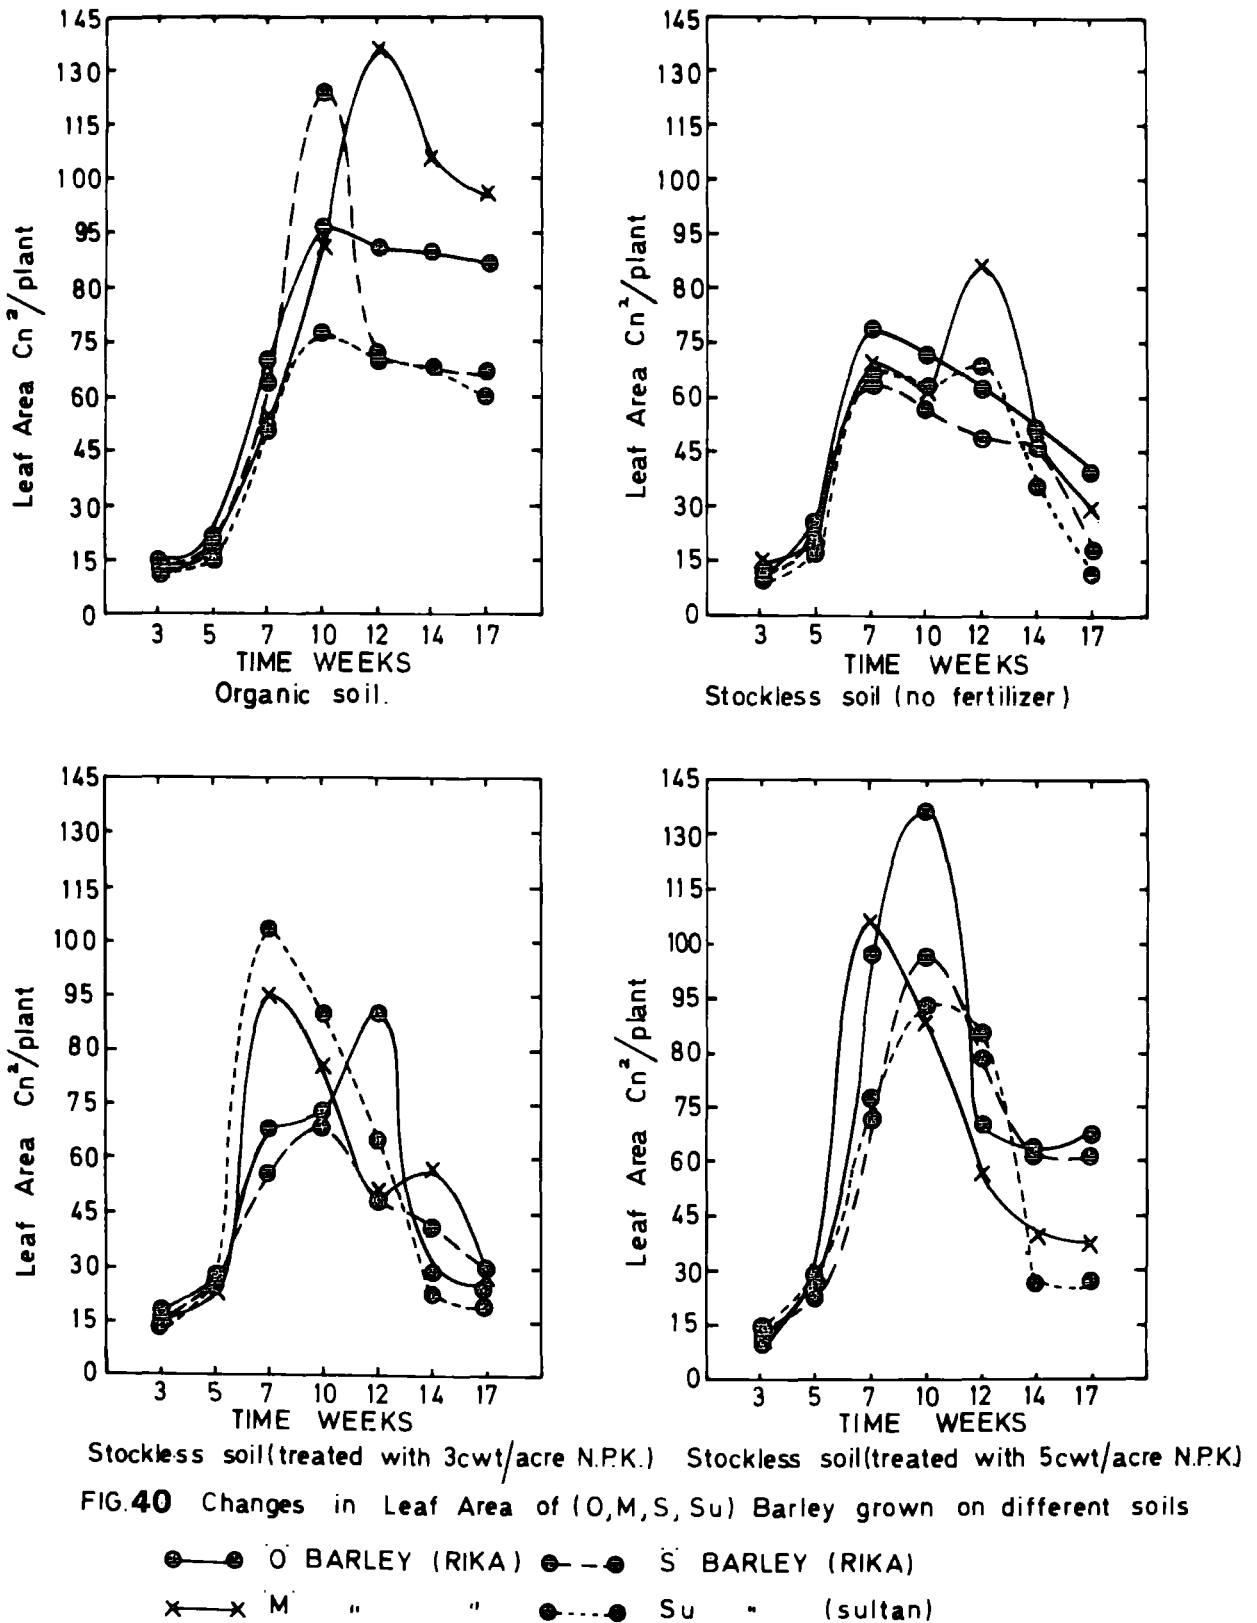 145
130
115
100
95
80
75
60
45
30
15
0
Leaf Area Cn²/plant
3 5 7 10 12 14 17
TIME WEEKS
Organic soil.
145
130
115
100
95
80
75
60
45
30
15
0
Leaf Area Cn²/plant
3 5 7 10 12 14 17
TIME WEEKS
Stockless soil (no fertilizer)
145
130
115
100
95
80
75
60
45
30
15
0
Leaf Area Cn²/plant
3 5 7 10 12 14 17
TIME WEEKS
Stockless soil (treated with 3cwt/acre N.P.K.)
145
130
115
100
95
80
75
60
45
30
15
0
Leaf Area Cn²/plant
3 5 7 10 12 14 17
TIME WEEKS
Stockless soil (treated with 5cwt/acre N.P.K)
FIG.40 Changes in Leaf Area of (O,M,S,Su) Barley grown on different soils
O BARLEY (RIKA) S BARLEY (RIKA)
M " " Su " (sultan)